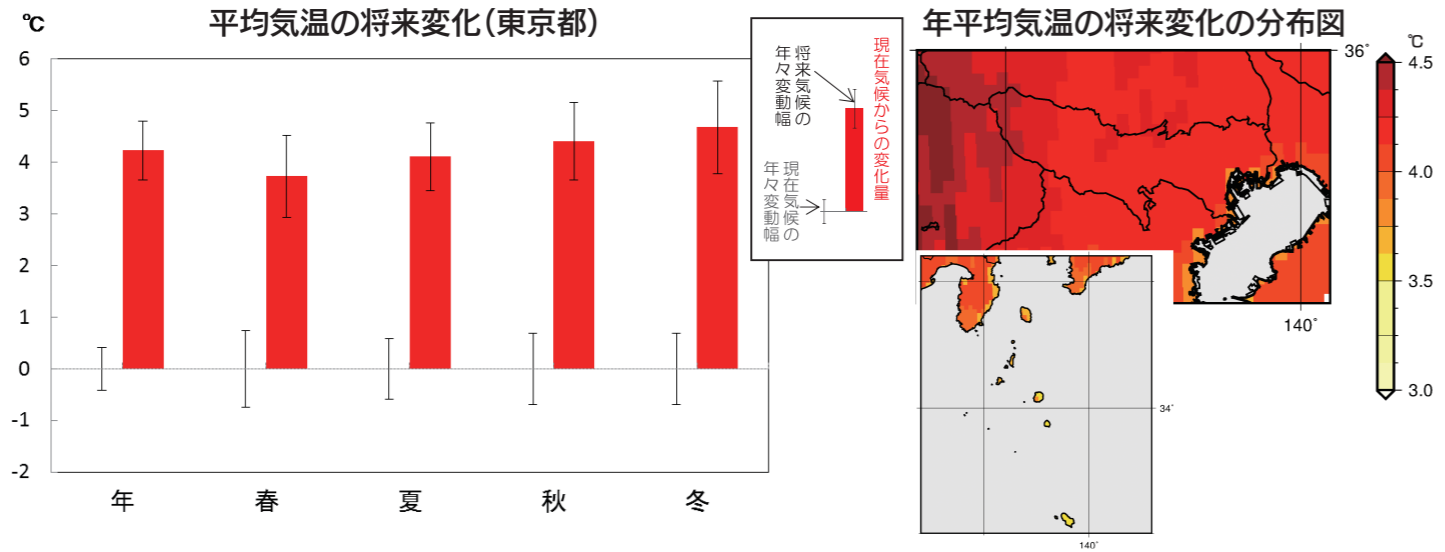 平均気温の将来変化(東京都)
℃
6
5
4
3
2
1
0
-1
-2
年
春
夏
秋
冬
将来気候の
年々変動幅
現在気候からの変化量
現在気候の
年々変動幅
年平均気温の将来変化の分布図
36°
140°
34°
140°
℃
4.5
4.0
3.5
3.0